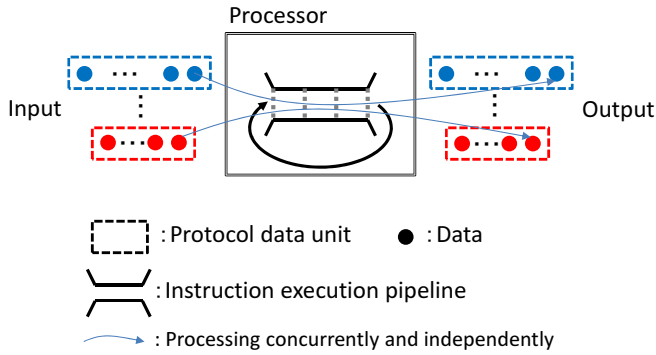 Processor
Input
Output
: Protocol data unit
: Data
: Instruction execution pipeline
: Processing concurrently and independently